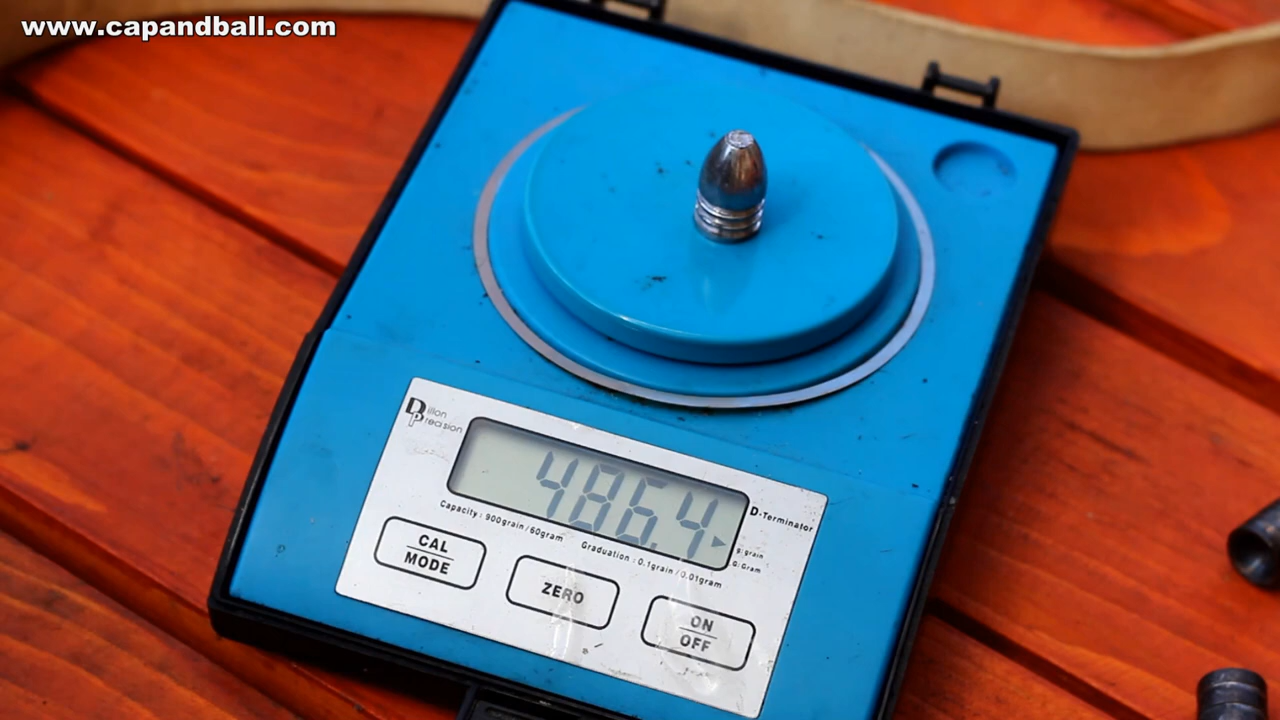 www.capandball.com
Dillon
Precision
486.4
D-Terminator
Capacity : 900grain/60gram
Graduation : 0.1grain/0.01gram
g: grain
G: Gram
CAL
MODE
ZERO
ON
OFF